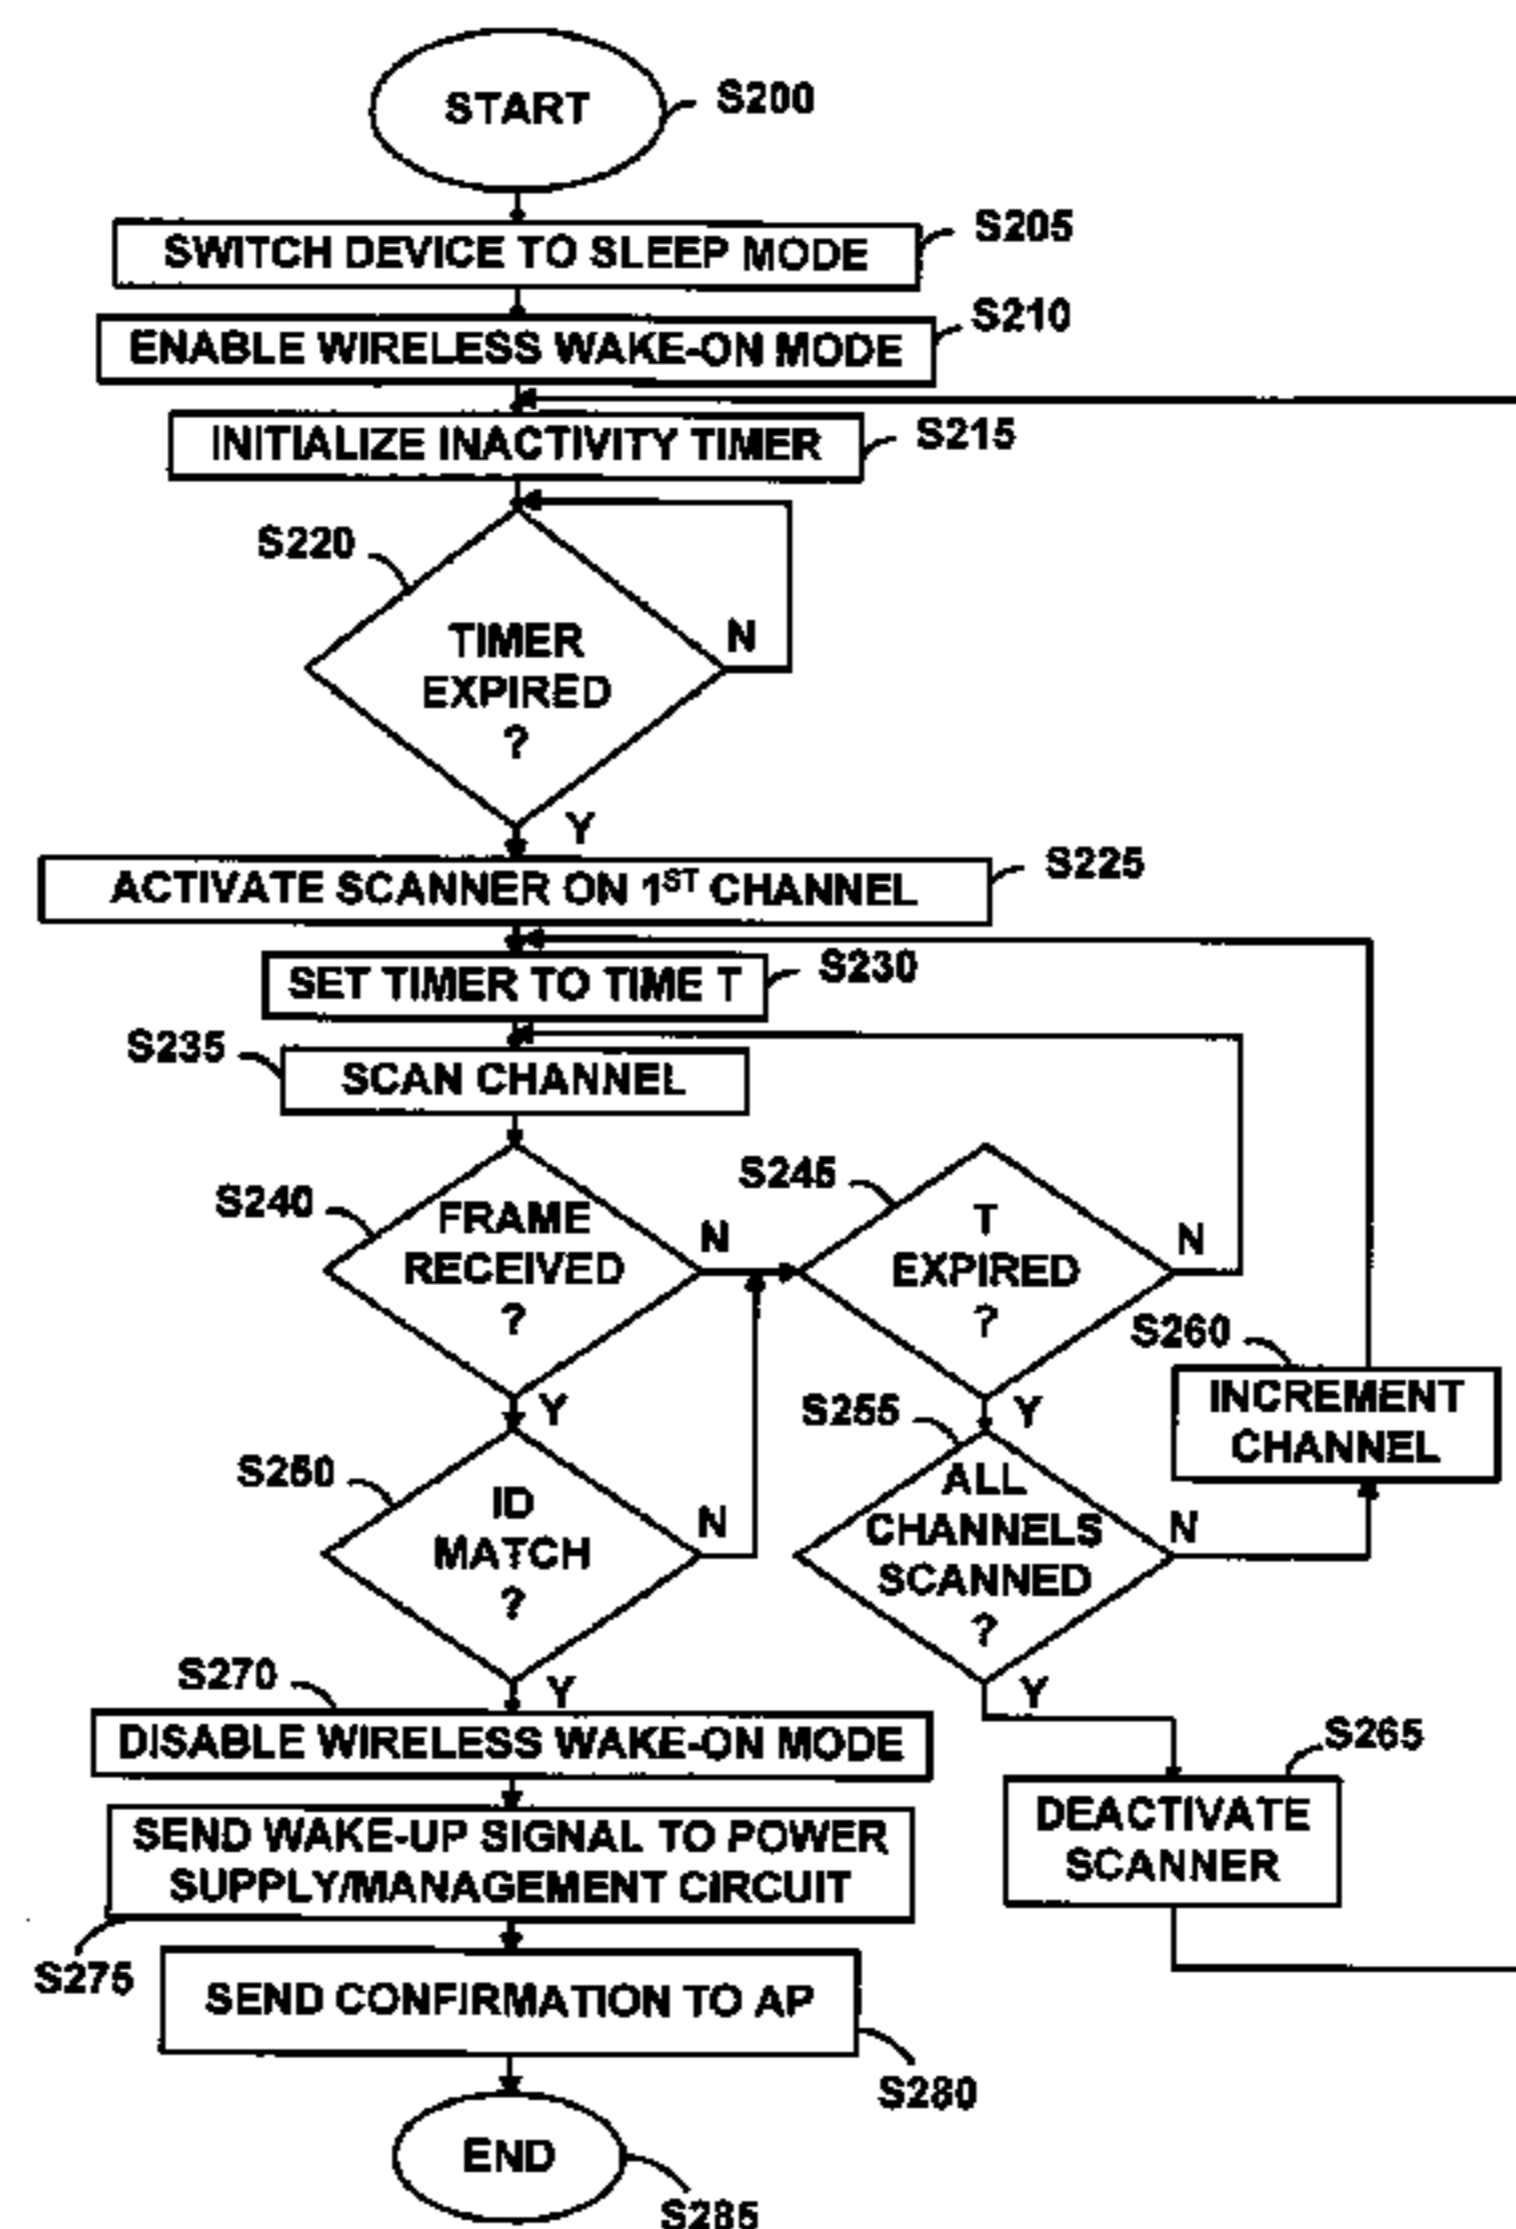 START
S200
SWITCH DEVICE TO SLEEP MODE
S205
ENABLE WIRELESS WAKE-ON MODE
S210
INITIALIZE INACTIVITY TIMER
S215
S220
TIMER
EXPIRED
?
N
Y
ACTIVATE SCANNER ON 1ST CHANNEL
S225
SET TIMER TO TIME T
S230
S235
SCAN CHANNEL
S240
FRAME
RECEIVED
?
N
Y
S245
T
EXPIRED
?
N
Y
S260
INCREMENT
CHANNEL
S250
ID
MATCH
?
N
Y
S255
ALL
CHANNELS
SCANNED
?
N
Y
S270
DISABLE WIRELESS WAKE-ON MODE
S265
DEACTIVATE
SCANNER
SEND WAKE-UP SIGNAL TO POWER
SUPPLY/MANAGEMENT CIRCUIT
S275
SEND CONFIRMATION TO AP
S280
END
S285